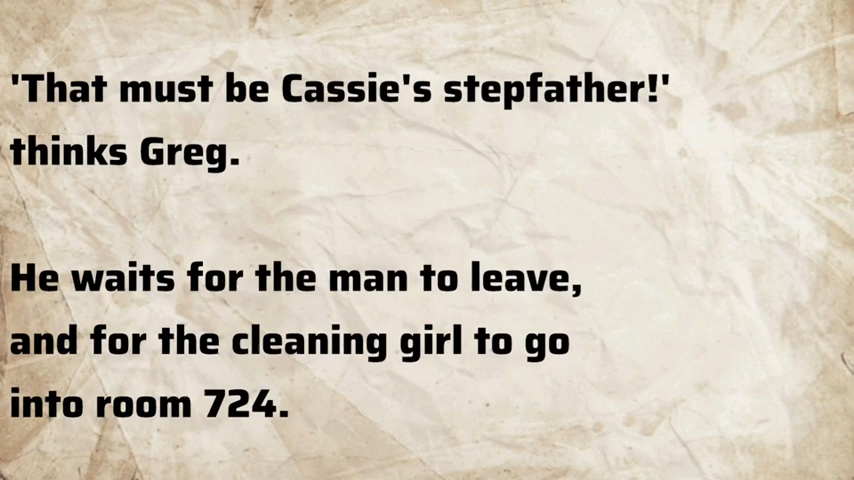 'That must be Cassie's stepfather!'
thinks Greg.
He waits for the man to leave,
and for the cleaning girl to go
into room 724.